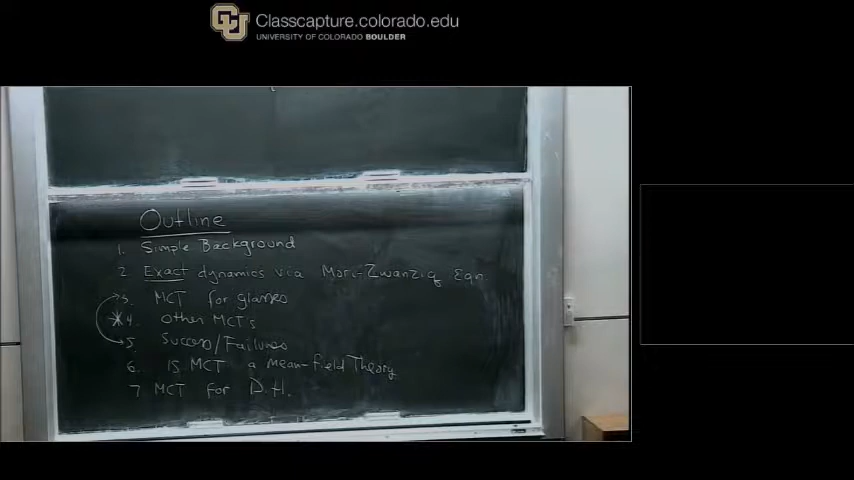 Classcapture.colorado.edu
UNIVERSITY OF COLORADO BOULDER
Outline
1. Simple Background
2 Exact dynamics via Mori-Zwanzig Eqn.
3. MCT for glasses
*4. Other MCTs
5. Success/Failures
6. IS MCT a Mean-field Theory
7 MCT for D.H.